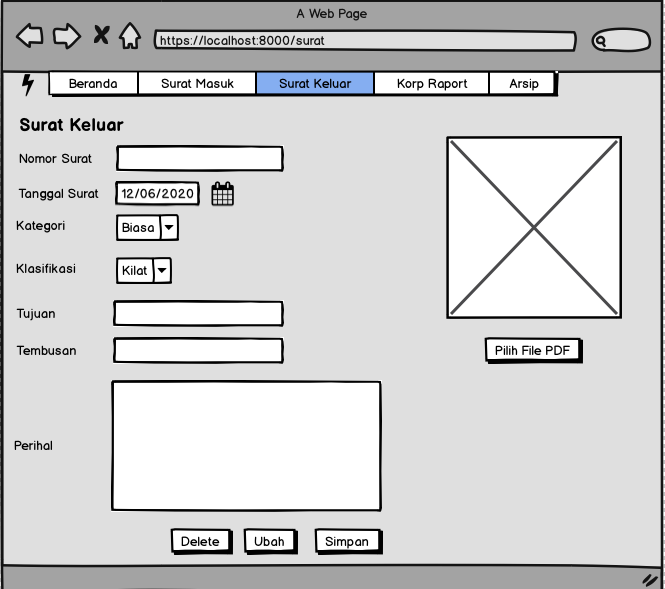 A Web Page
https://localhost:8000/surat
Beranda Surat Masuk Surat Keluar Korp Raport Arsip
Surat Keluar
Nomor Surat
Tanggal Surat 12/06/2020
Kategori Biasa
Klasifikasi Kilat
Tujuan
Tembusan
Pilih File PDF
Perihal
Delete Ubah Simpan